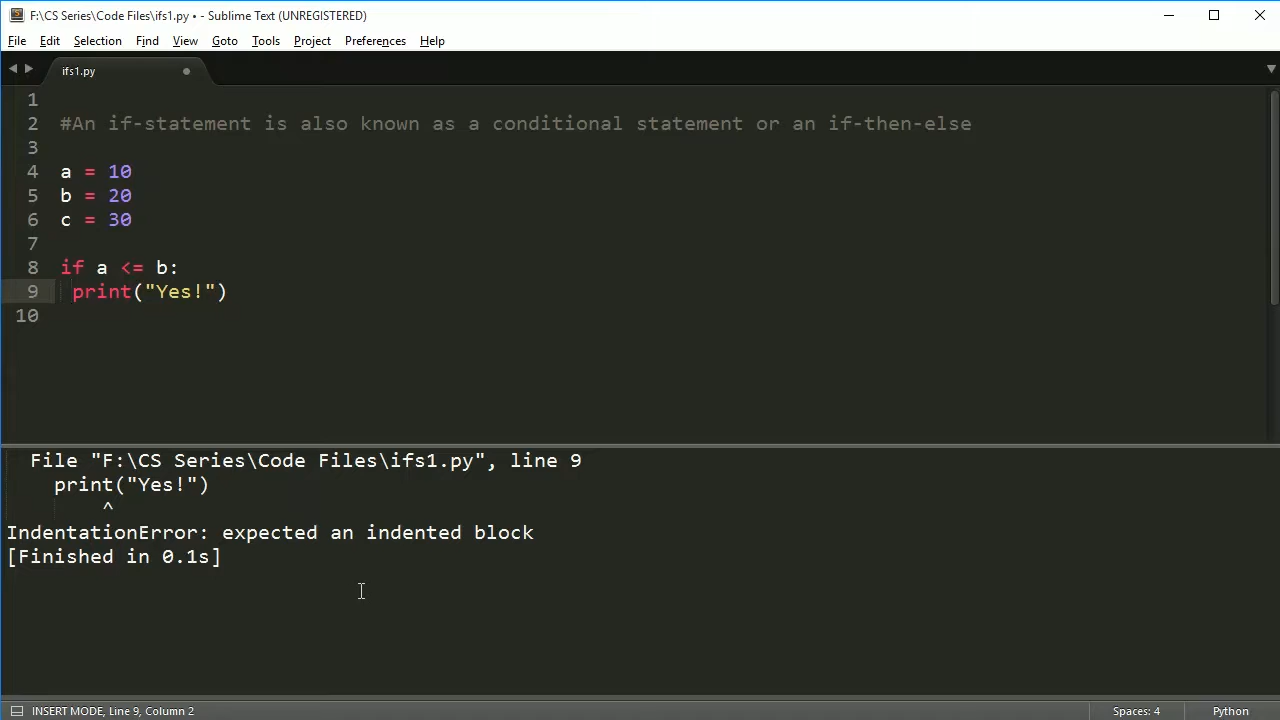 F:\CS Series\Code Files\ifs1.py • - Sublime Text (UNREGISTERED)
File Edit Selection Find View Goto Tools Project Preferences Help
ifs1.py
1
2 #An if-statement is also known as a conditional statement or an if-then-else
3
4 a = 10
5 b = 20
6 c = 30
7
8 if a <= b:
9 print("Yes!")
10
File "F:\CS Series\Code Files\ifs1.py", line 9
print("Yes!")
^
IndentationError: expected an indented block
[Finished in 0.1s]
INSERT MODE, Line 9, Column 2 Spaces: 4 Python